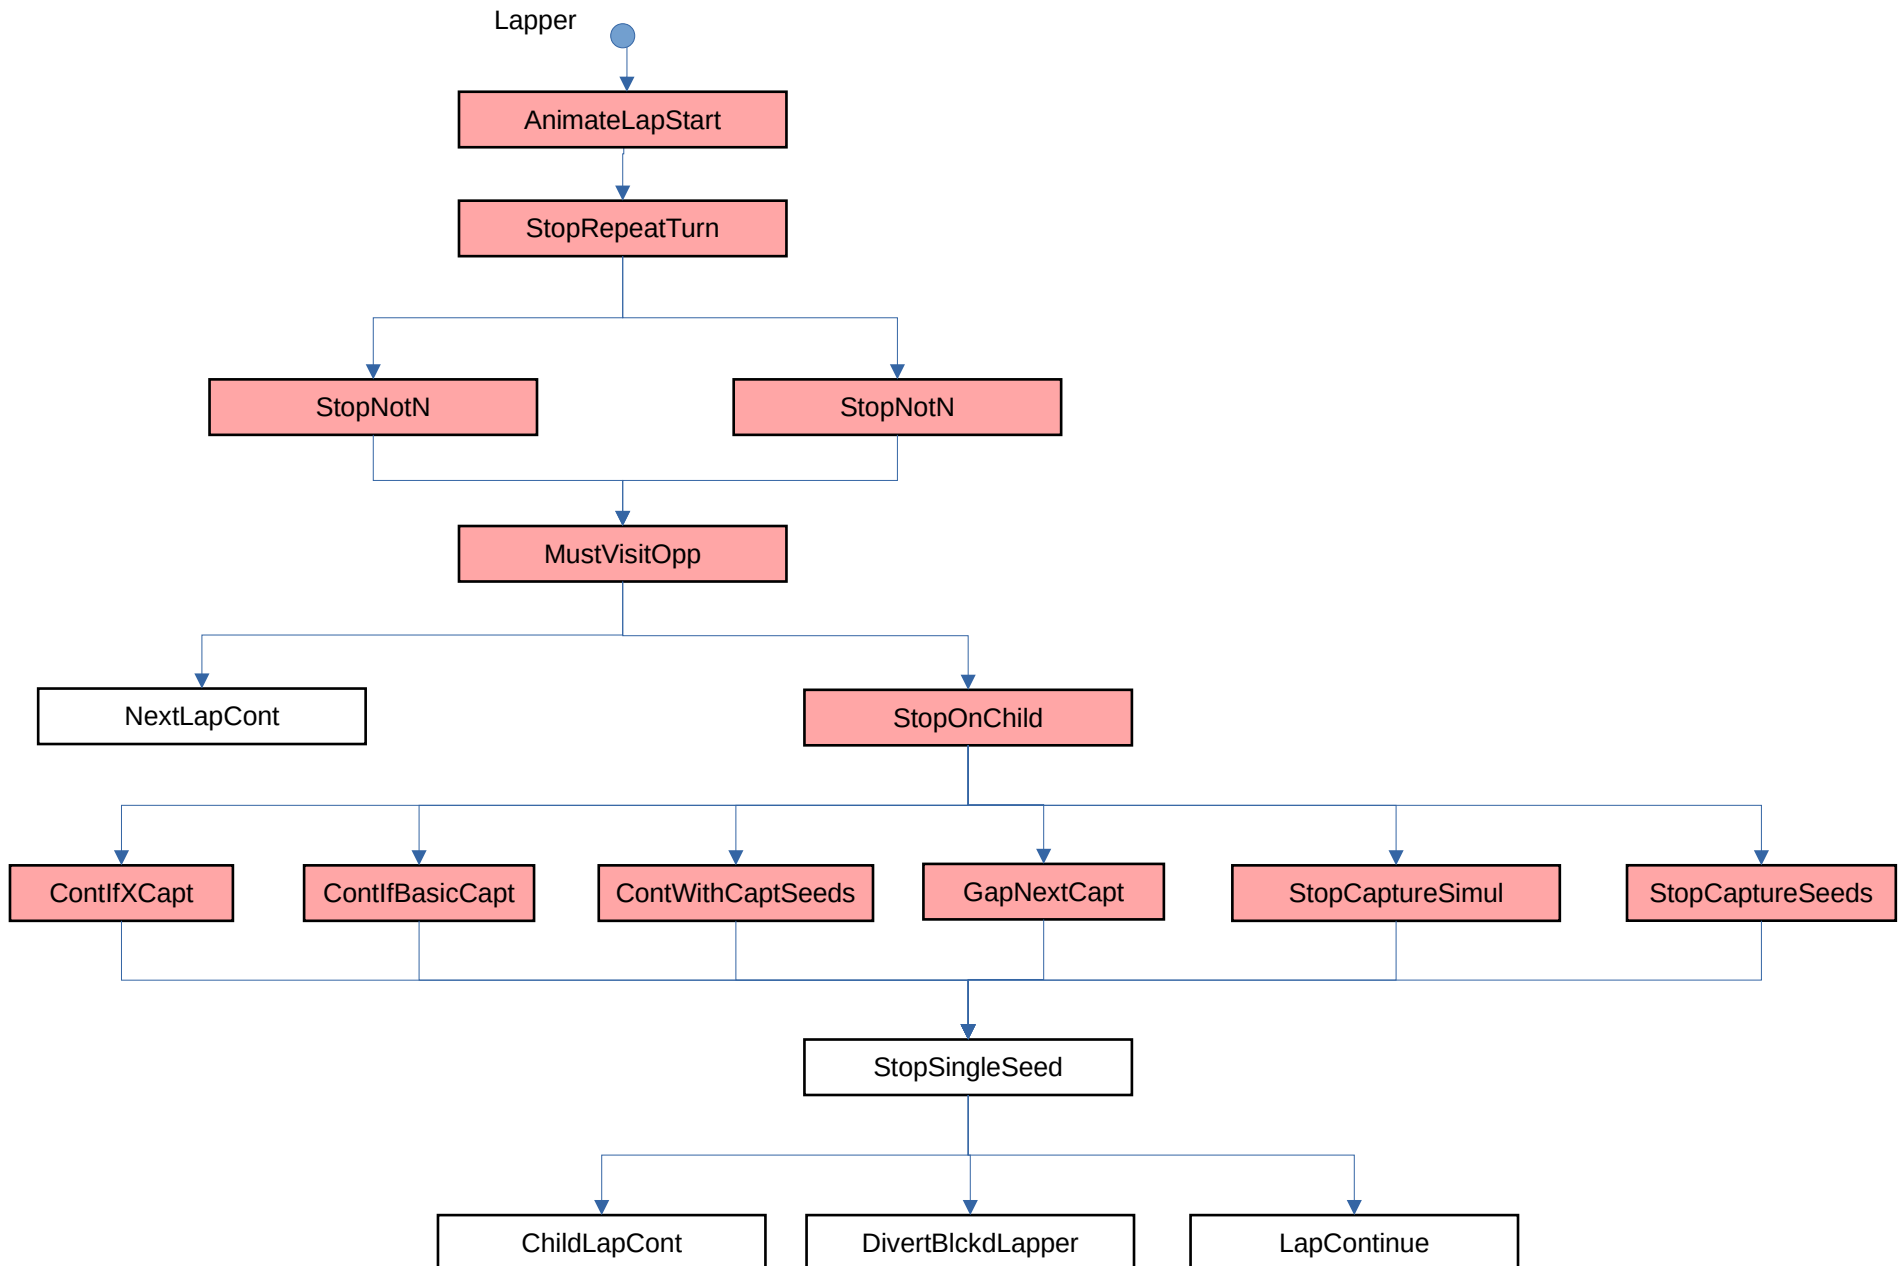 Lapper
AnimateLapStart
StopRepeatTurn
StopNotN
StopNotN
MustVisitOpp
NextLapCont
StopOnChild
ContIfXCapt
ContIfBasicCapt
ContWithCaptSeeds
GapNextCapt
StopCaptureSimul
StopCaptureSeeds
StopSingleSeed
ChildLapCont
DivertBlckdLapper
LapContinue